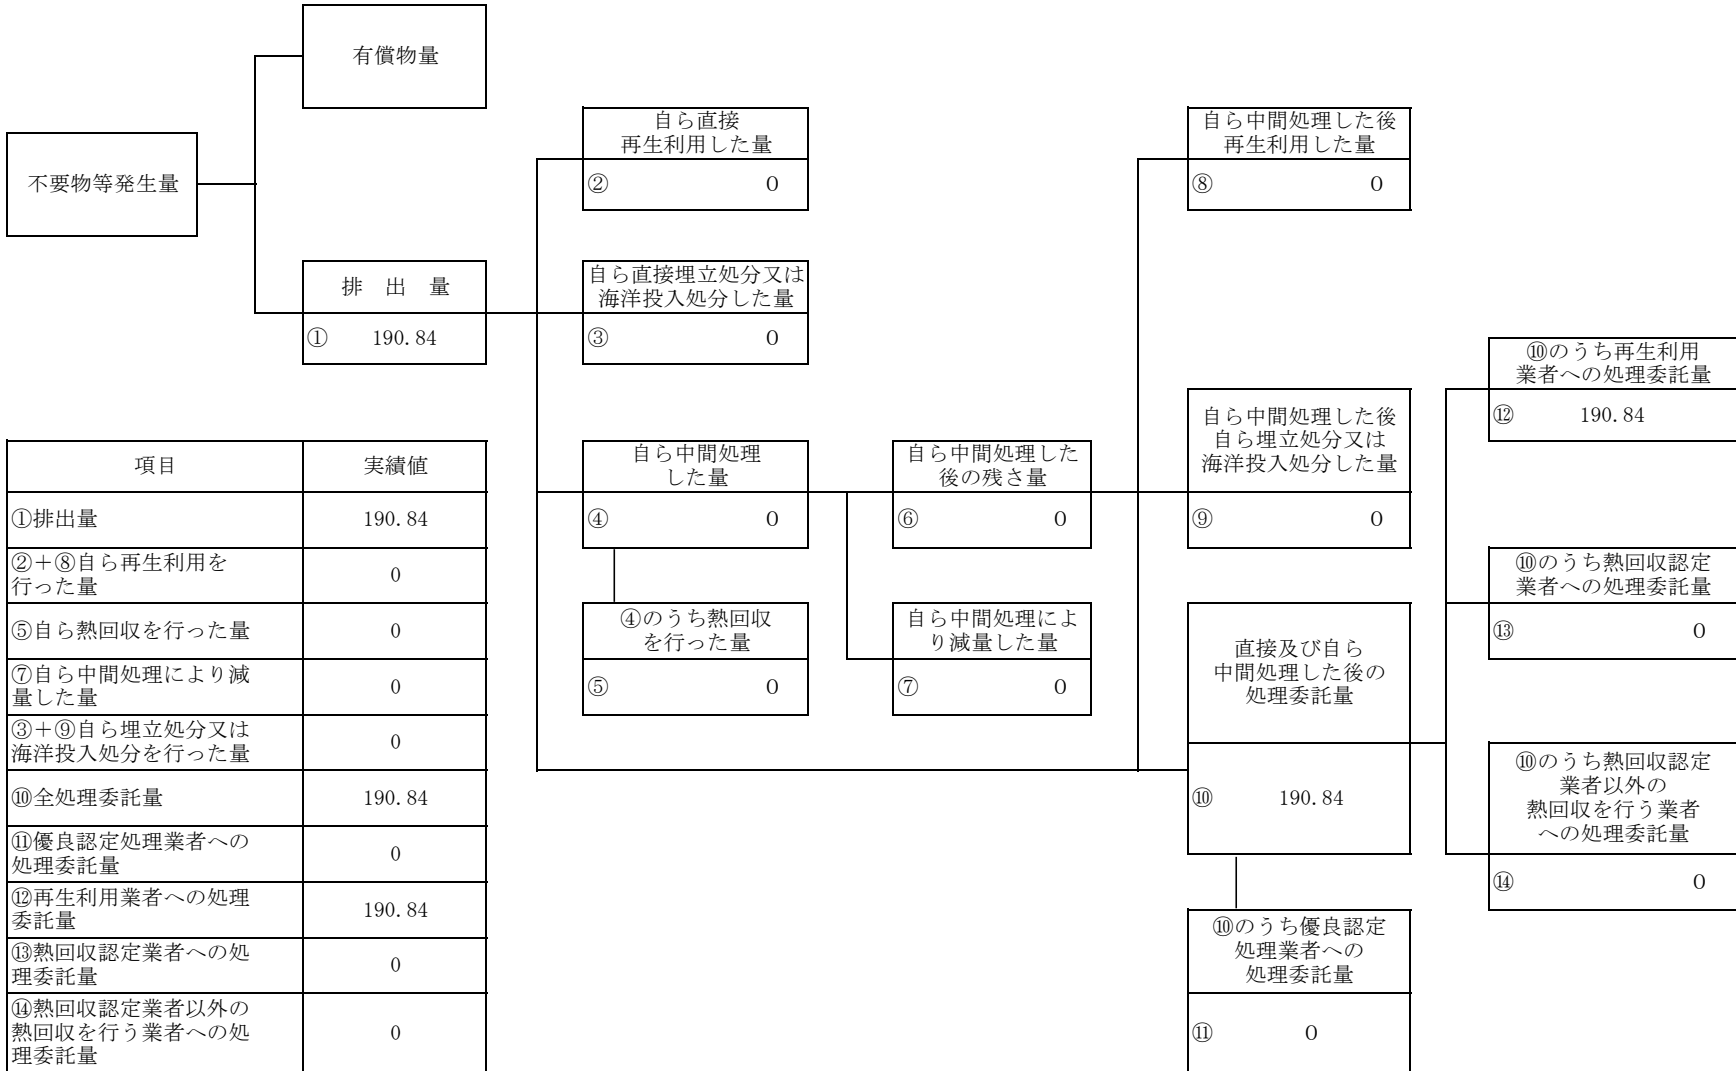 有償物量
不要物等発生量
排　出　量
① 190.84
自ら直接
再生利用した量
② 0
自ら直接埋立処分又は
海洋投入処分した量
③ 0
自ら中間処理
した量
④ 0
④のうち熱回収
を行った量
⑤ 0
自ら中間処理した
後の残さ量
⑥ 0
自ら中間処理によ
り減量した量
⑦ 0
自ら中間処理した後
再生利用した量
⑧ 0
自ら中間処理した後
自ら埋立処分又は
海洋投入処分した量
⑨ 0
直接及び自ら
中間処理した後の
処理委託量
⑩ 190.84
⑩のうち優良認定
処理業者への
処理委託量
⑪ 0
⑩のうち再生利用
業者への処理委託量
⑫ 190.84
⑩のうち熱回収認定
業者への処理委託量
⑬ 0
⑩のうち熱回収認定
業者以外の
熱回収を行う業者
への処理委託量
⑭ 0
項目 実績値
①排出量 190.84
②＋⑧自ら再生利用を
行った量 0
⑤自ら熱回収を行った量 0
⑦自ら中間処理により減
量した量 0
③＋⑨自ら埋立処分又は
海洋投入処分を行った量 0
⑩全処理委託量 190.84
⑪優良認定処理業者への
処理委託量 0
⑫再生利用業者への処理
委託量 190.84
⑬熱回収認定業者への処
理委託量 0
⑭熱回収認定業者以外の
熱回収を行う業者への処
理委託量 0